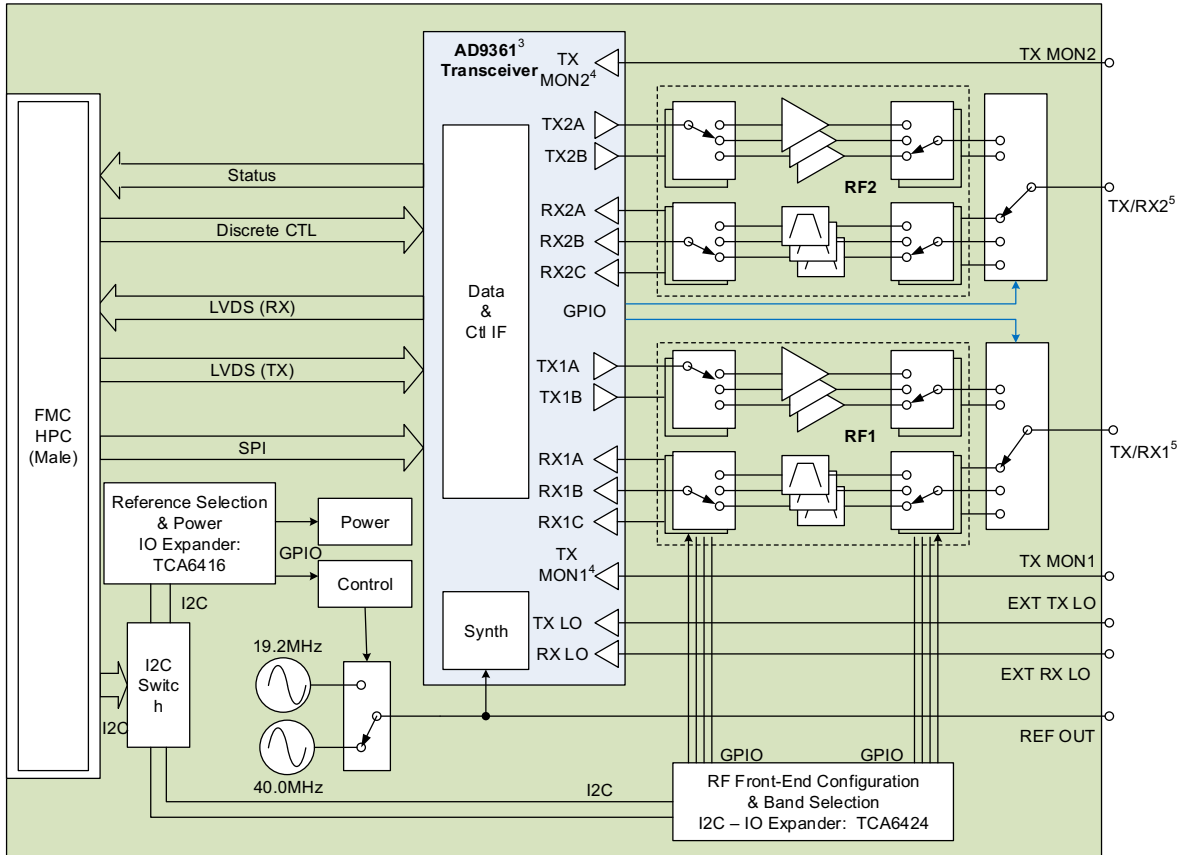 AD9361³
Transceiver
TX
MON2⁴
TX MON2
TX2A
TX2B
Status
RF2
TX/RX2⁵
RX2A
Discrete CTL
RX2B
RX2C
Data
&
Ctl IF
LVDS (RX)
GPIO
TX1A
LVDS (TX)
TX1B
FMC
HPC
(Male)
RF1
TX/RX1⁵
SPI
RX1A
RX1B
RX1C
Reference Selection
& Power
IO Expander:
TCA6416
Power
GPIO
Control
TX
MON1⁴
TX MON1
I2C
EXT TX LO
Synth
TX LO
RX LO
19.2MHz
I2C
Switc
h
EXT RX LO
I2C
REF OUT
40.0MHz
GPIO
GPIO
I2C
RF Front-End Configuration
& Band Selection
I2C – IO Expander: TCA6424